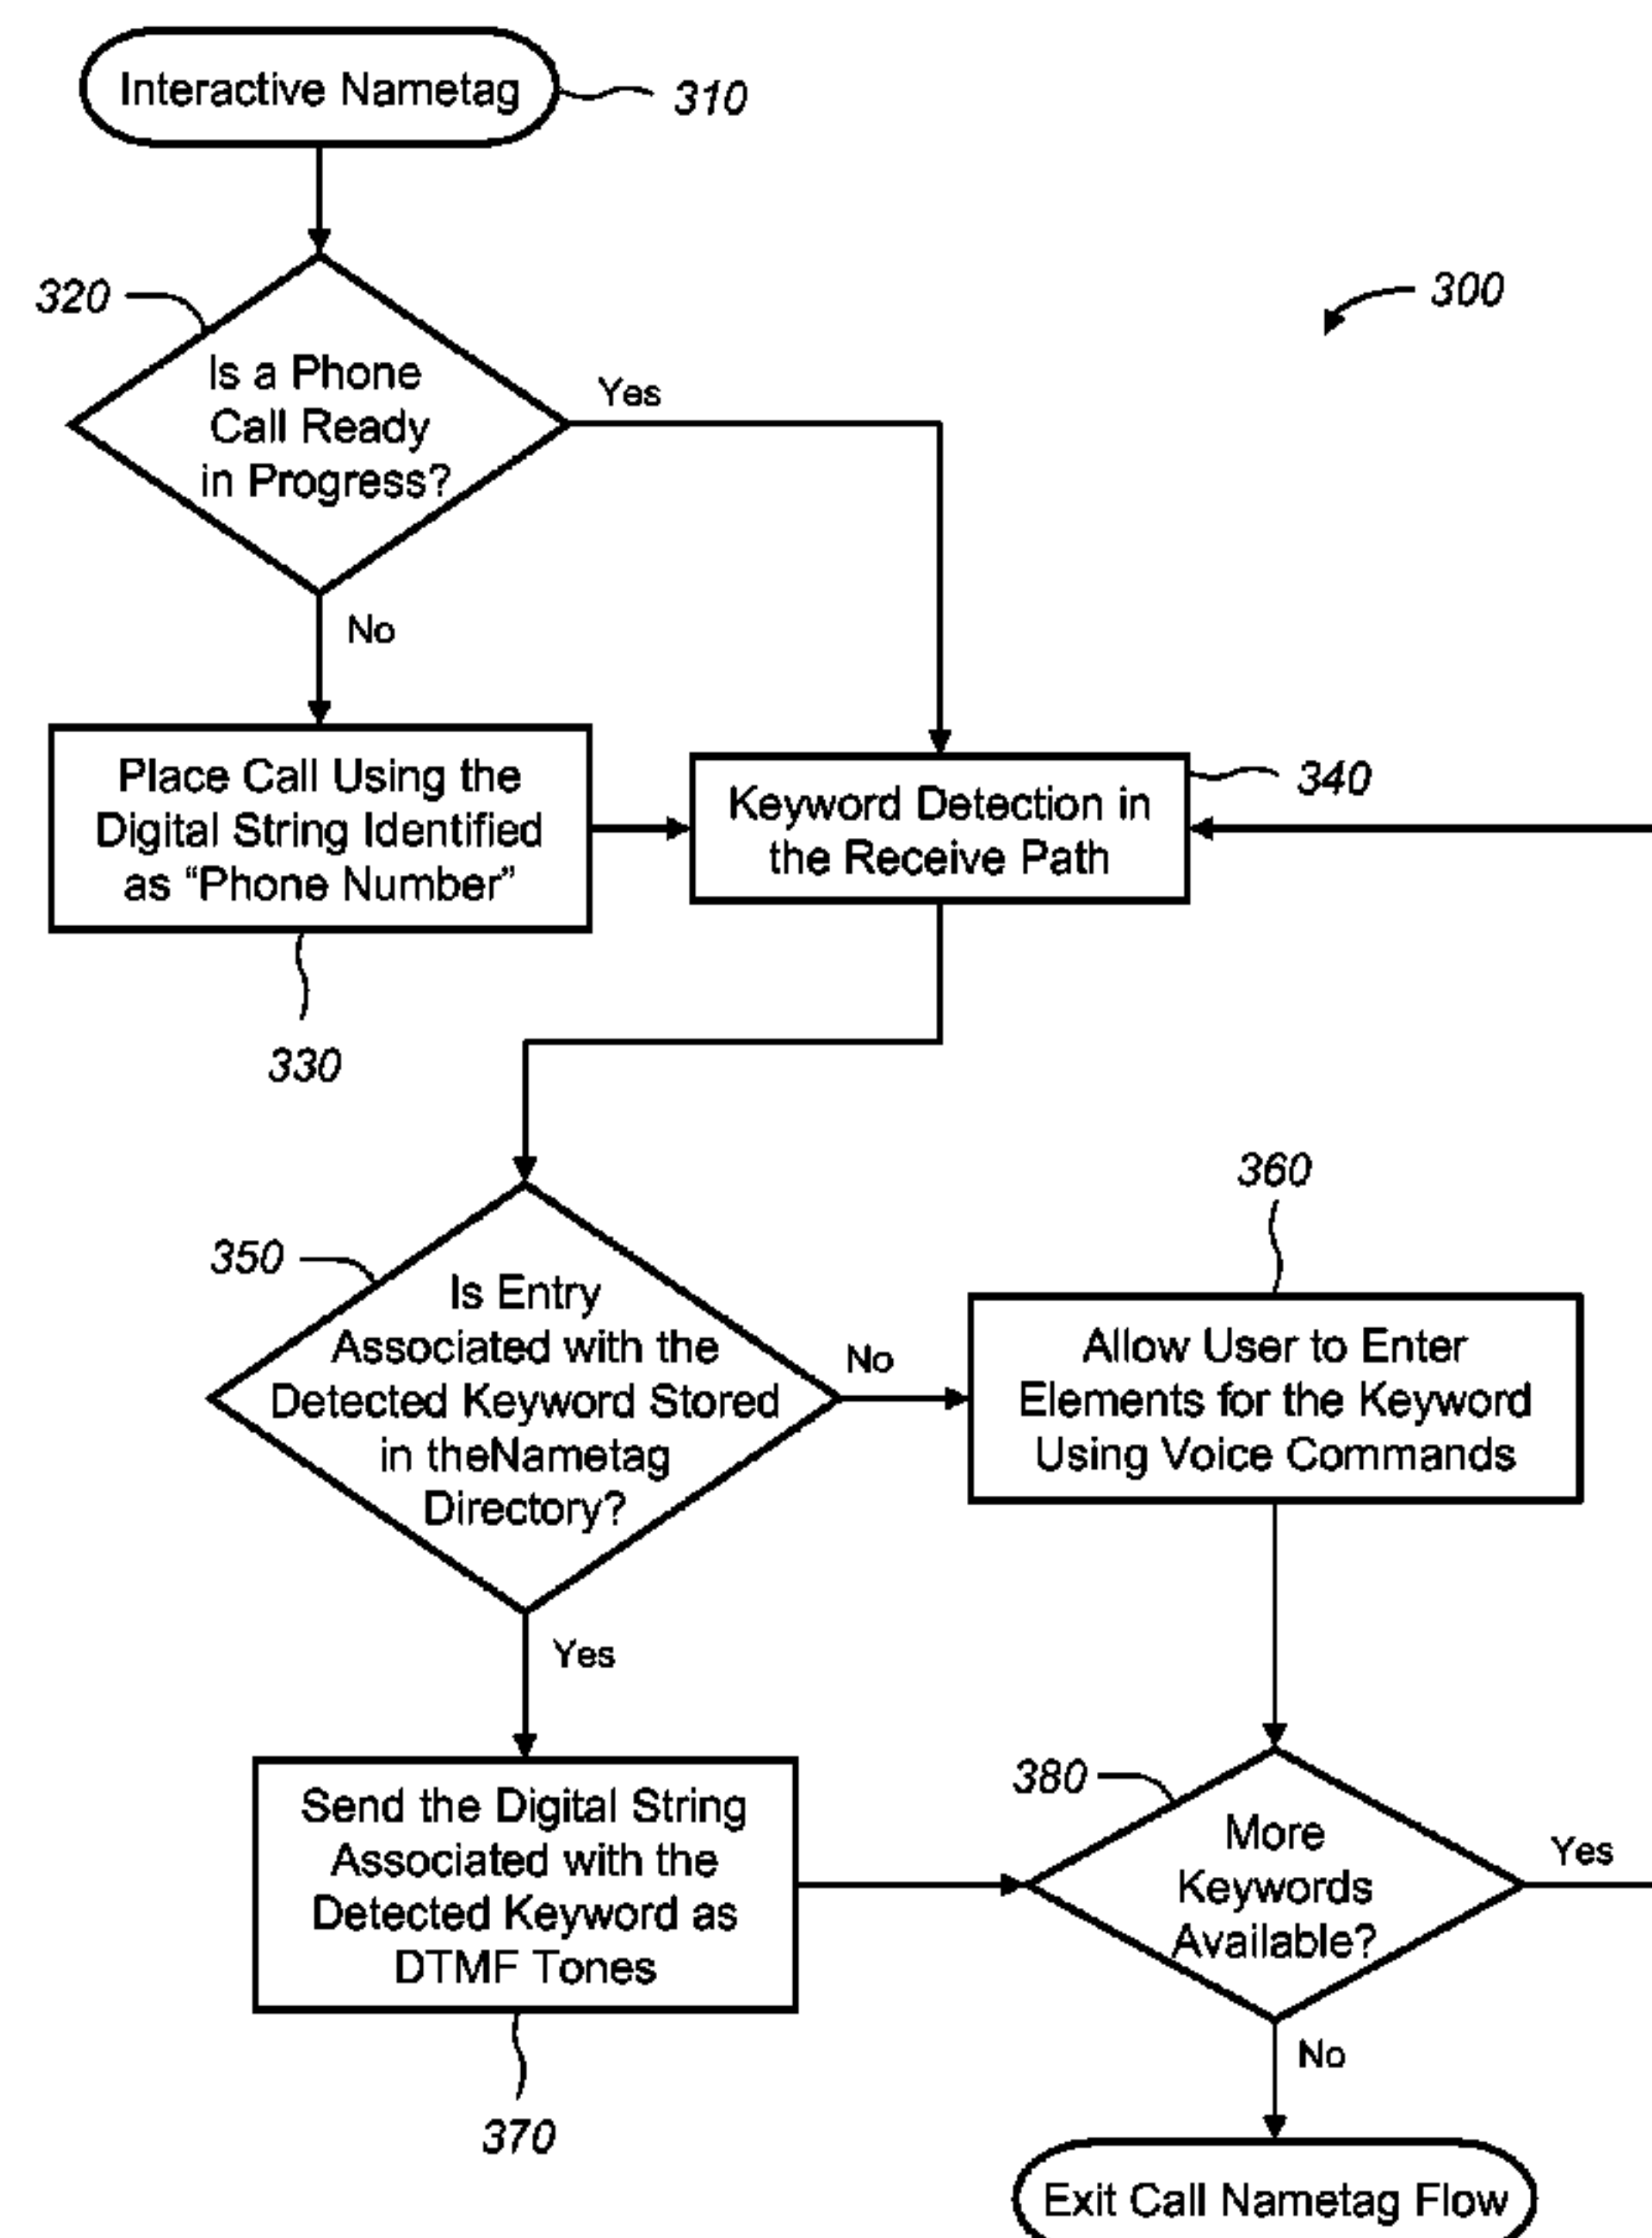 Interactive Nametag
310
320
300
Is a Phone
Call Ready
in Progress?
Yes
No
Place Call Using the
Digital String Identified
as “Phone Number”
Keyword Detection in
the Receive Path
340
330
360
350
Is Entry
Associated with the
Detected Keyword Stored
in theNametag
Directory?
No
Allow User to Enter
Elements for the Keyword
Using Voice Commands
Yes
Send the Digital String
Associated with the
Detected Keyword as
DTMF Tones
380
More
Keywords
Available?
Yes
No
370
Exit Call Nametag Flow